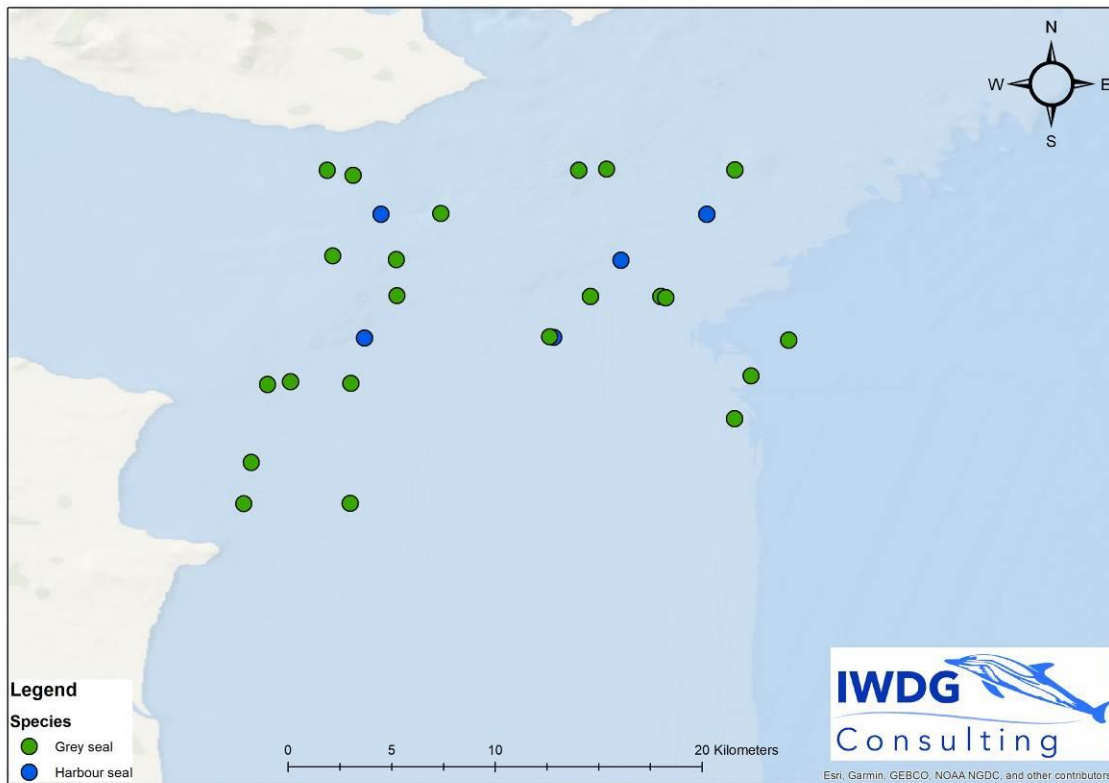 N
W E
S
Legend
Species
Grey seal
Harbour seal
0 5 10 20 Kilometers
IWDG
Consulting
Esri, Garmin, GEBCO, NOAA NGDC, and other contributors